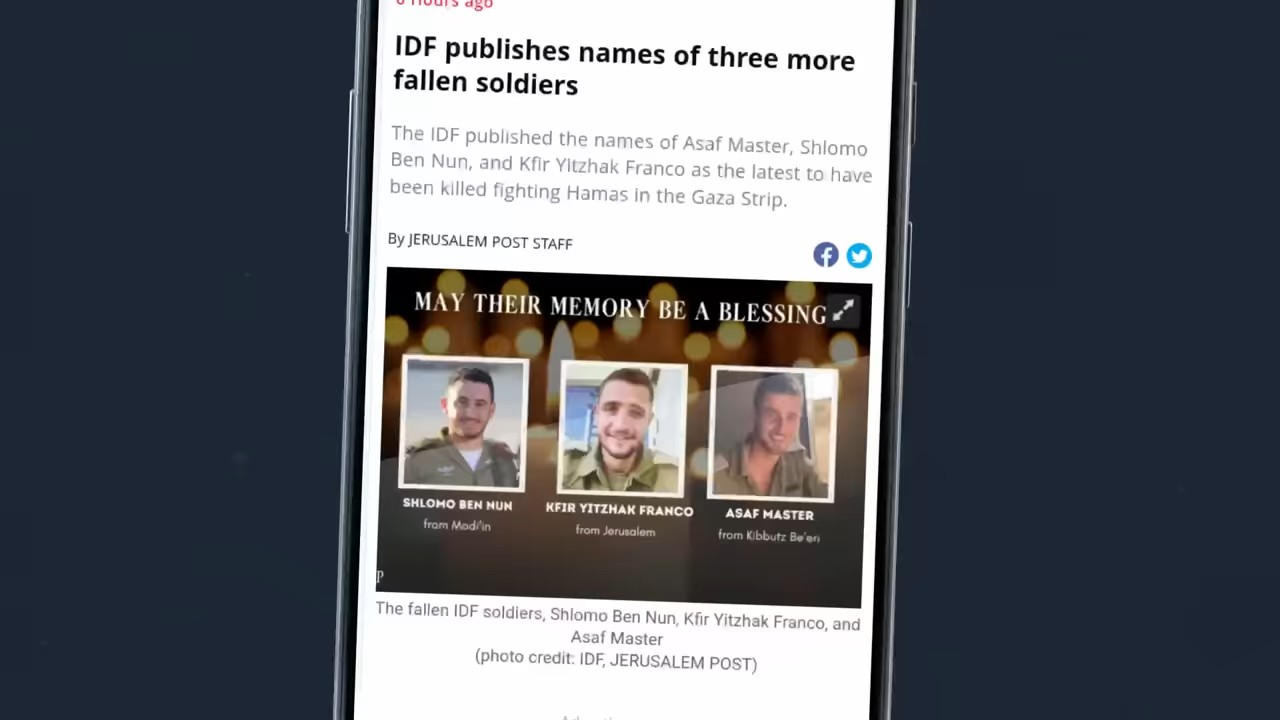 IDF publishes names of three more
fallen soldiers
The IDF published the names of Asaf Master, Shlomo
Ben Nun, and Kfir Yitzhak Franco as the latest to have
been killed fighting Hamas in the Gaza Strip.
By JERUSALEM POST STAFF
MAY THEIR MEMORY BE A BLESSING
SHLOMO BEN NUN
from Modi'in
KFIR YITZHAK FRANCO
from Jerusalem
ASAF MASTER
from Kibbutz Be'eri
P
The fallen IDF soldiers, Shlomo Ben Nun, Kfir Yitzhak Franco, and
Asaf Master
(photo credit: IDF, JERUSALEM POST)